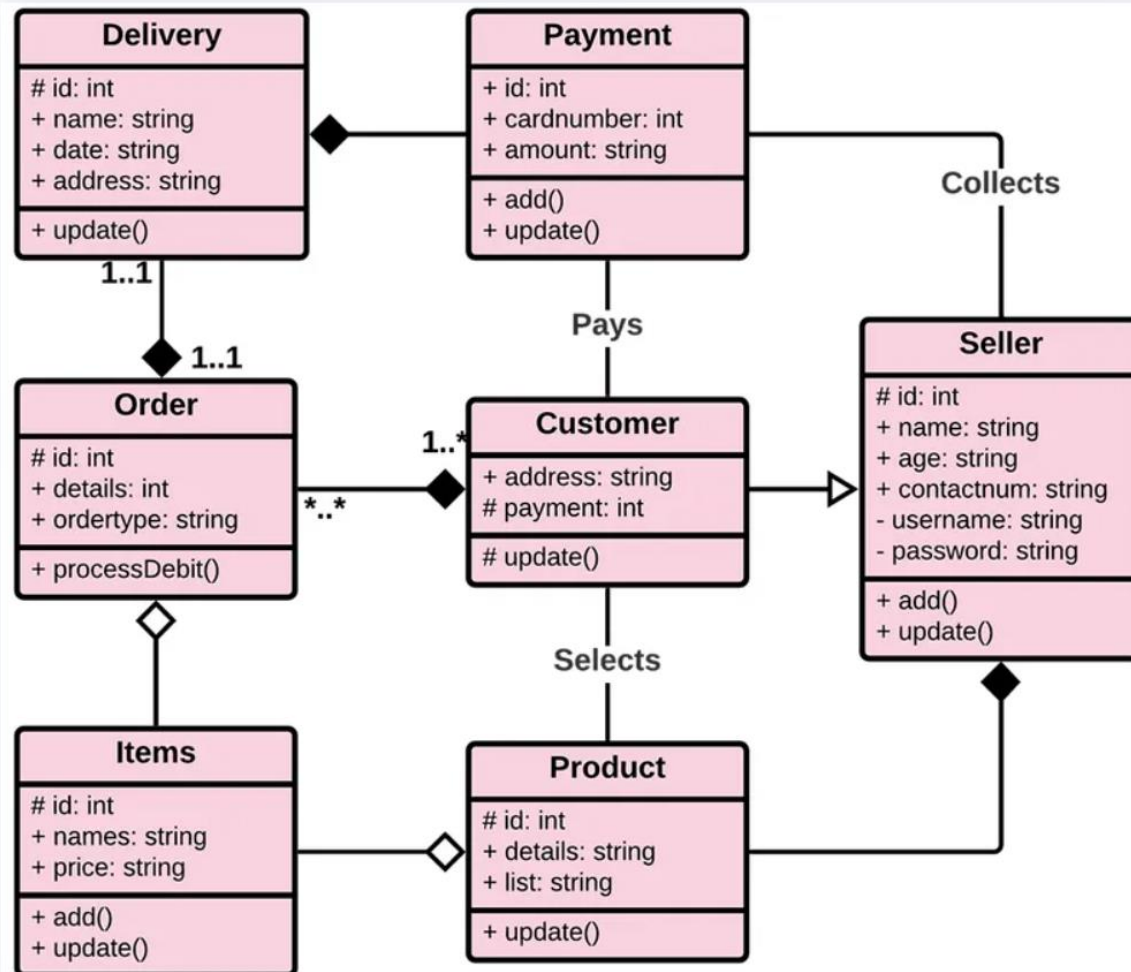 Delivery
# id: int
+ name: string
+ date: string
+ address: string
+ update()
Payment
+ id: int
+ cardnumber: int
+ amount: string
+ add()
+ update()
Collects
1..1
1..1
Pays
Seller
# id: int
+ name: string
+ age: string
+ contactnum: string
- username: string
- password: string
+ add()
+ update()
Order
# id: int
+ details: int
+ ordertype: string
+ processDebit()
1..*
*..*
Customer
+ address: string
# payment: int
# update()
Selects
Items
# id: int
+ names: string
+ price: string
+ add()
+ update()
Product
# id: int
+ details: string
+ list: string
+ update()